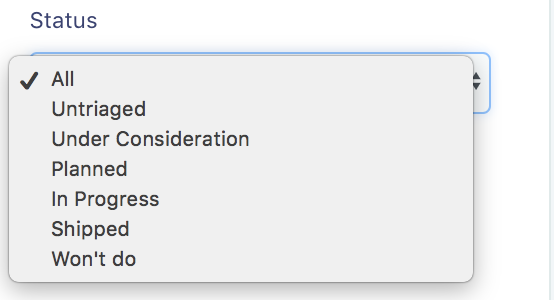 Status
All
Untriaged
Under Consideration
Planned
In Progress
Shipped
Won't do